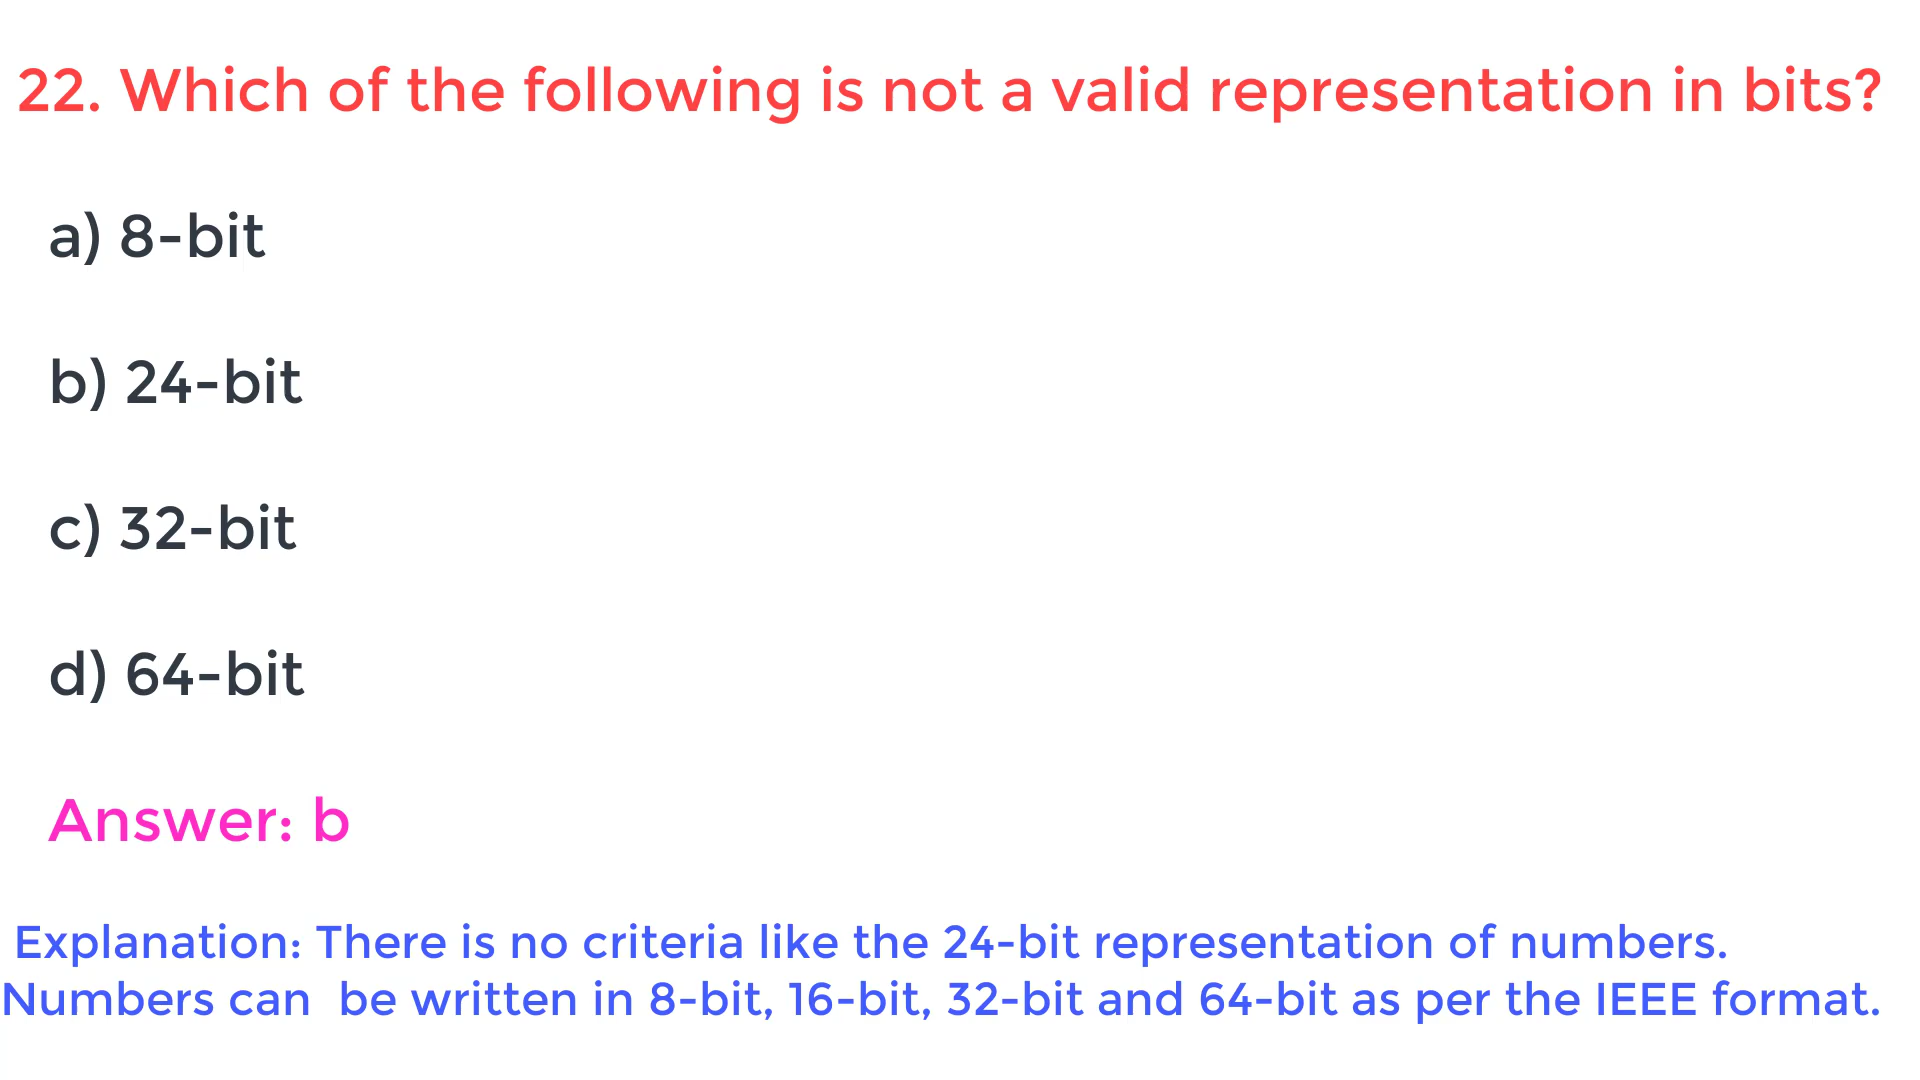 22. Which of the following is not a valid representation in bits?
a) 8-bit
b) 24-bit
c) 32-bit
d) 64-bit
Answer: b
Explanation: There is no criteria like the 24-bit representation of numbers.
Numbers can  be written in 8-bit, 16-bit, 32-bit and 64-bit as per the IEEE format.